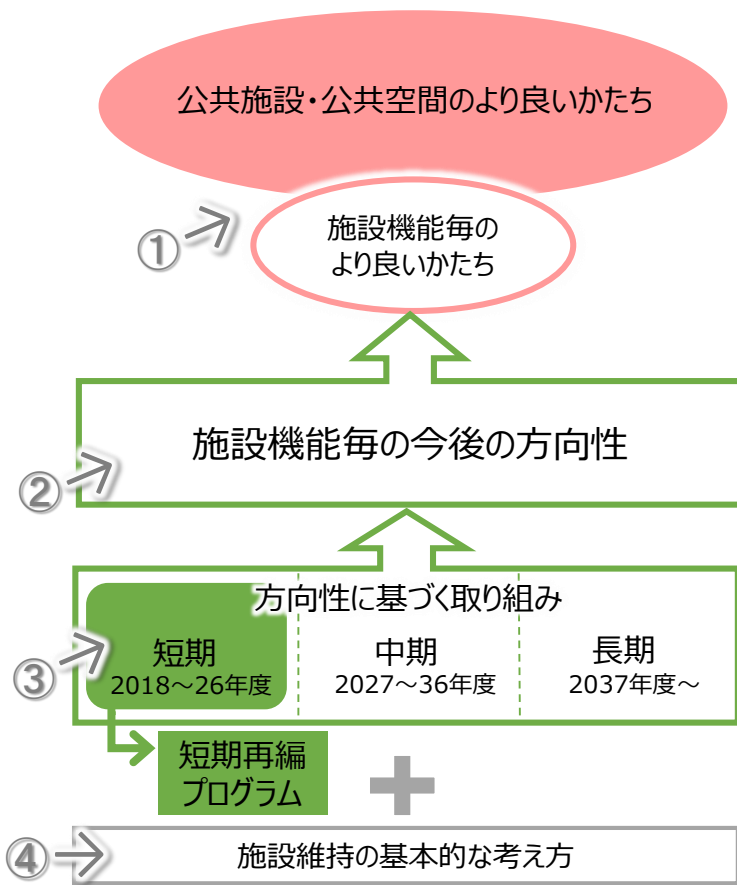 公共施設・公共空間のより良いかたち
①
施設機能毎の
より良いかたち
施設機能毎の今後の方向性
②
方向性に基づく取り組み
③
短期
2018～26年度
中期
2027～36年度
長期
2037年度～
短期再編
プログラム
④
施設維持の基本的な考え方